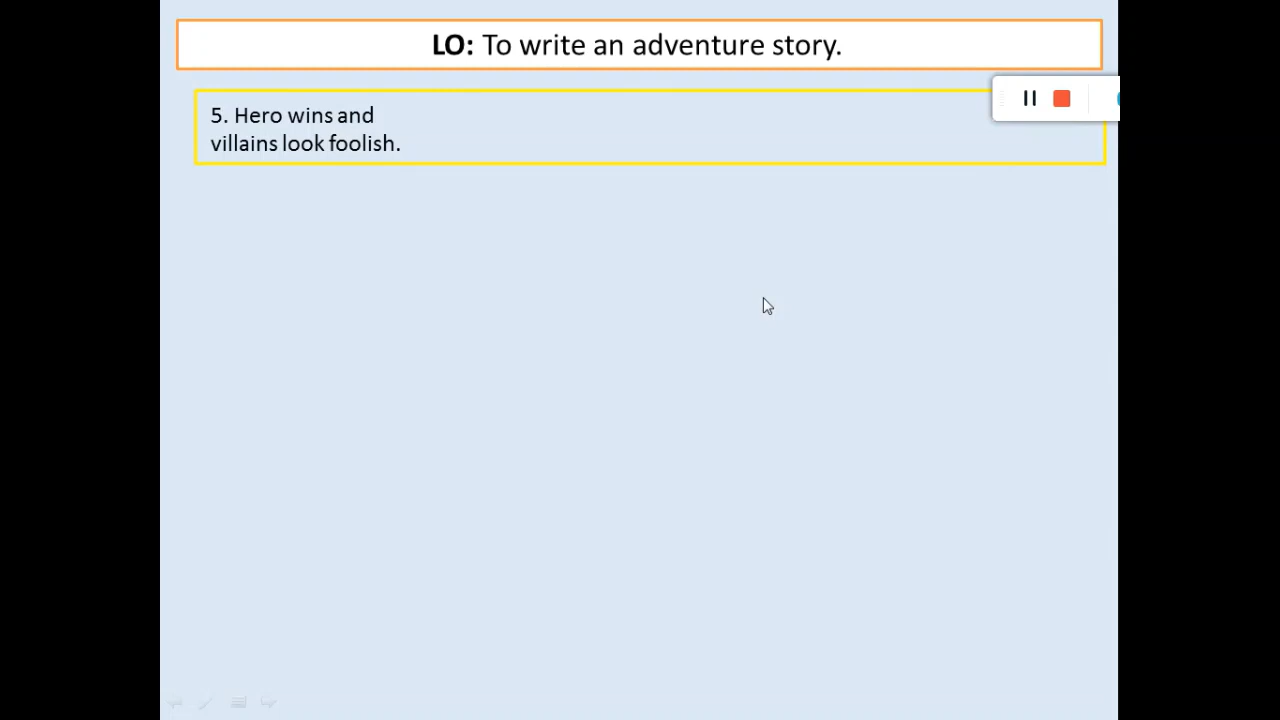 LO: To write an adventure story.
5. Hero wins and
villains look foolish.